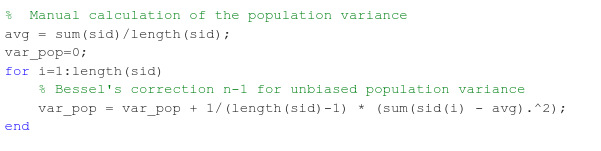 %  Manual calculation of the population variance
avg = sum(sid)/length(sid);
var_pop=0;
for i=1:length(sid)
    % Bessel's correction n-1 for unbiased population variance
    var_pop = var_pop + 1/(length(sid)-1) * (sum(sid(i) - avg).^2);
end